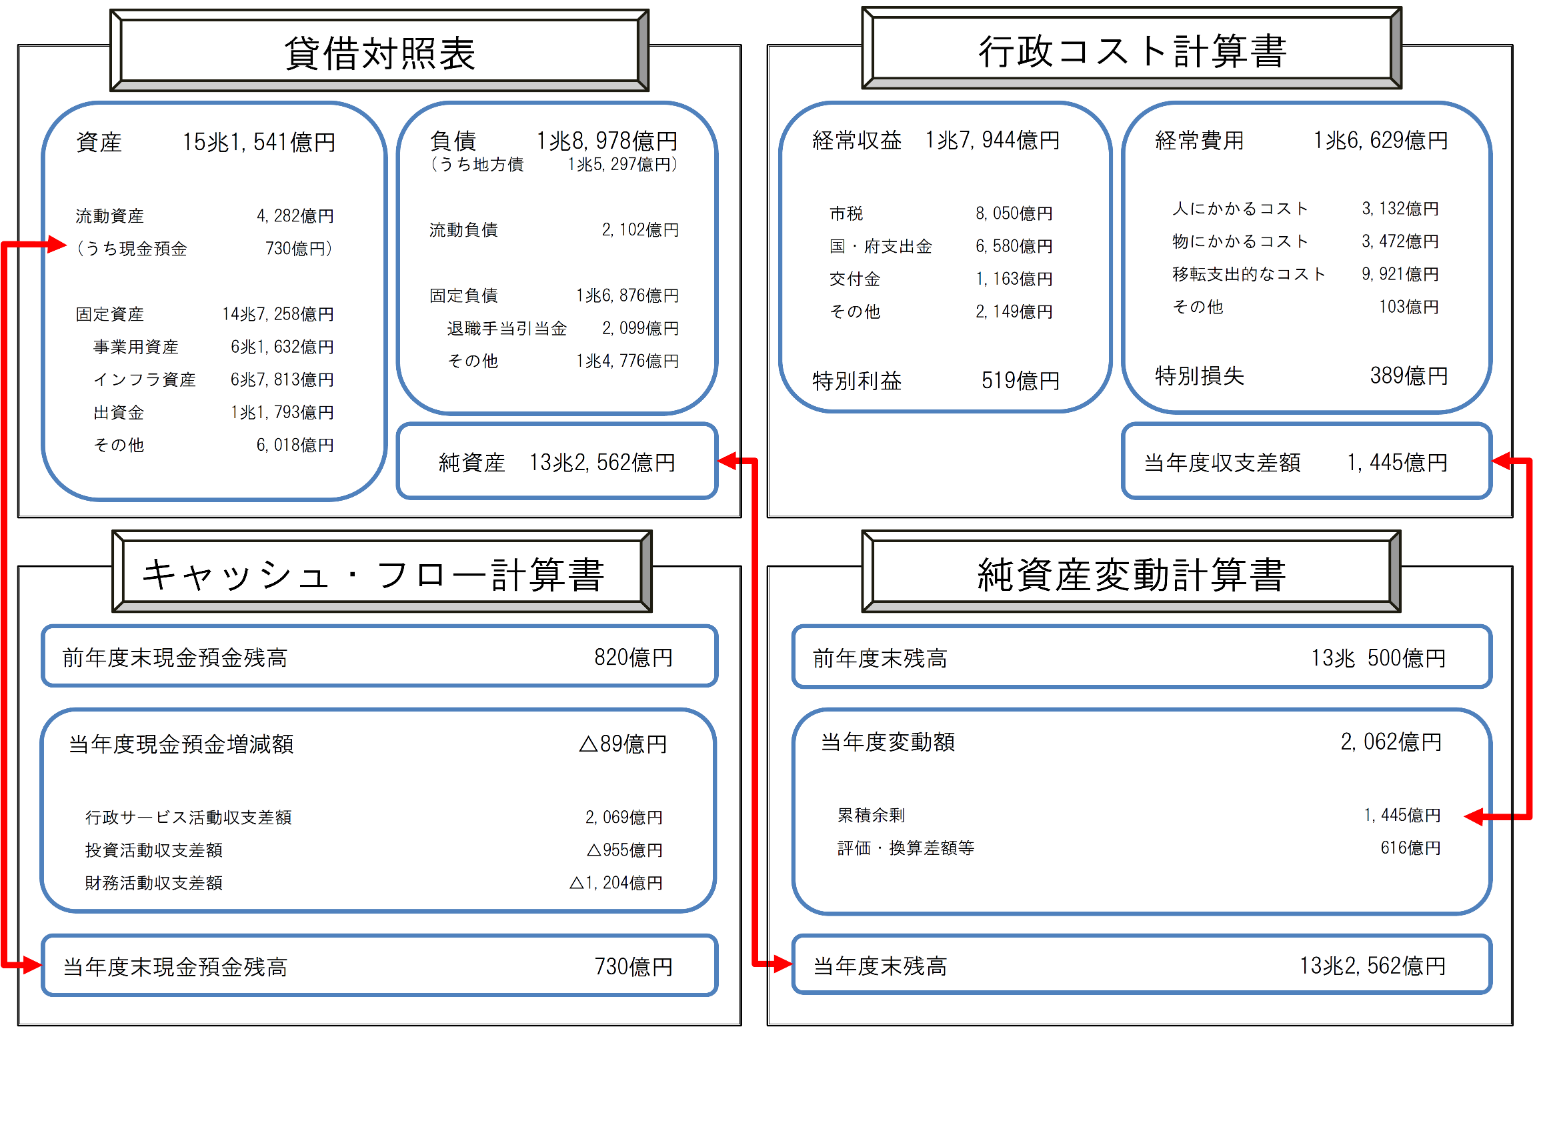 貸借対照表
資産 15兆1,541億円
流動資産 4,282億円
（うち現金預金 730億円）
固定資産 14兆7,258億円
事業用資産 6兆1,632億円
インフラ資産 6兆7,813億円
出資金 1兆1,793億円
その他 6,018億円
負債 1兆8,978億円
（うち地方債 1兆5,297億円）
流動負債 2,102億円
固定負債 1兆6,876億円
退職手当引当金 2,099億円
その他 1兆4,776億円
純資産 13兆2,562億円
行政コスト計算書
経常収益 1兆7,944億円
市税 8,050億円
国・府支出金 6,580億円
交付金 1,163億円
その他 2,149億円
特別利益 519億円
経常費用 1兆6,629億円
人にかかるコスト 3,132億円
物にかかるコスト 3,472億円
移転支出的なコスト 9,921億円
その他 103億円
特別損失 389億円
当年度収支差額 1,445億円
キャッシュ・フロー計算書
前年度末現金預金残高 820億円
当年度現金預金増減額 △89億円
行政サービス活動収支差額 2,069億円
投資活動収支差額 △955億円
財務活動収支差額 △1,204億円
当年度末現金預金残高 730億円
純資産変動計算書
前年度末残高 13兆 500億円
当年度変動額 2,062億円
累積余剰 1,445億円
評価・換算差額等 616億円
当年度末残高 13兆2,562億円